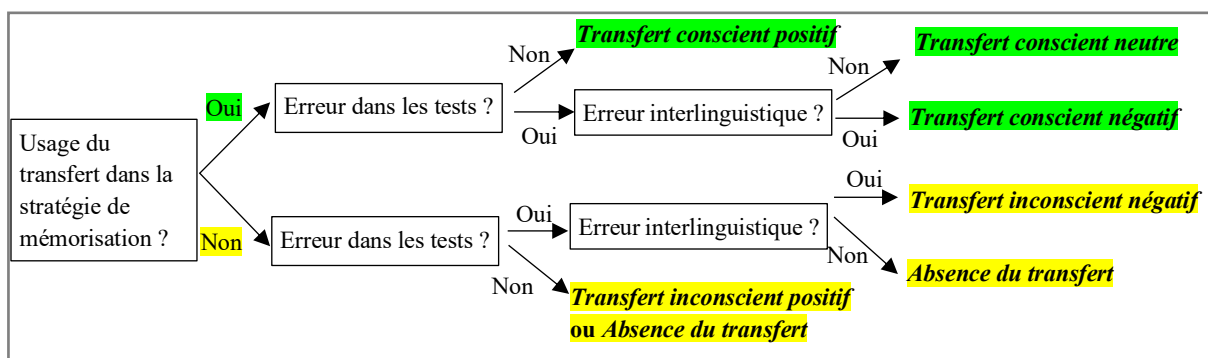 Usage du
transfert dans la
stratégie de
mémorisation ?
Oui
Erreur dans les tests ?
Non
Transfert conscient positif
Oui
Erreur interlinguistique ?
Non
Transfert conscient neutre
Oui
Transfert conscient négatif
Non
Erreur dans les tests ?
Oui
Erreur interlinguistique ?
Oui
Transfert inconscient négatif
Non
Absence du transfert
Non
Transfert inconscient positif
ou Absence du transfert